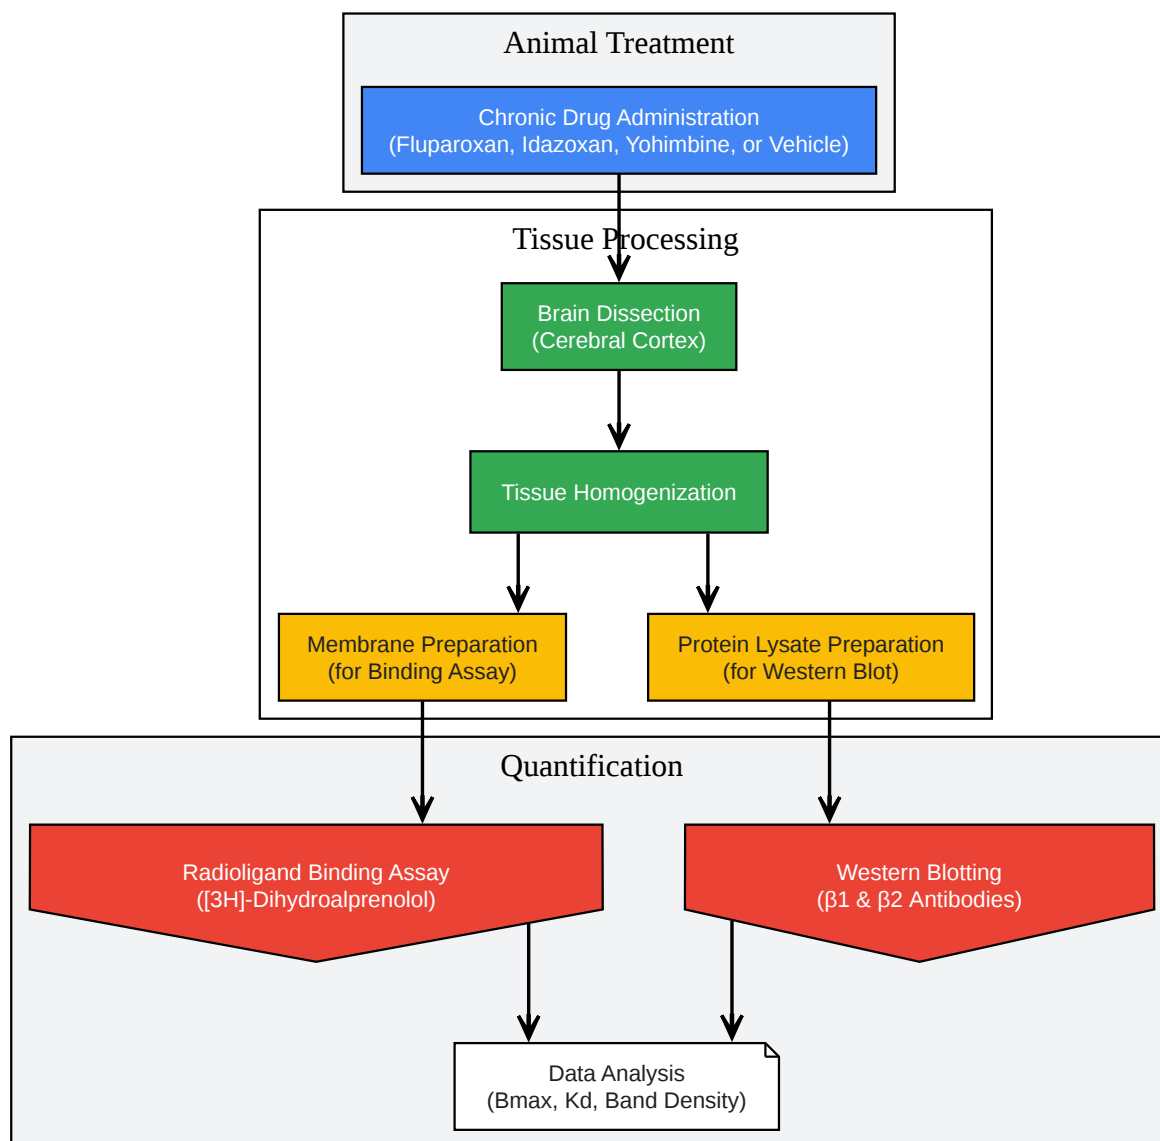 Animal Treatment
Chronic Drug Administration
(Fluparoxan, Idazoxan, Yohimbine, or Vehicle)
Tissue Processing
Brain Dissection
(Cerebral Cortex)
Tissue Homogenization
Membrane Preparation
(for Binding Assay)
Protein Lysate Preparation
(for Western Blot)
Quantification
Radioligand Binding Assay
([3H]-Dihydroalprenolol)
Western Blotting
(β1 & β2 Antibodies)
Data Analysis
(Bmax, Kd, Band Density)